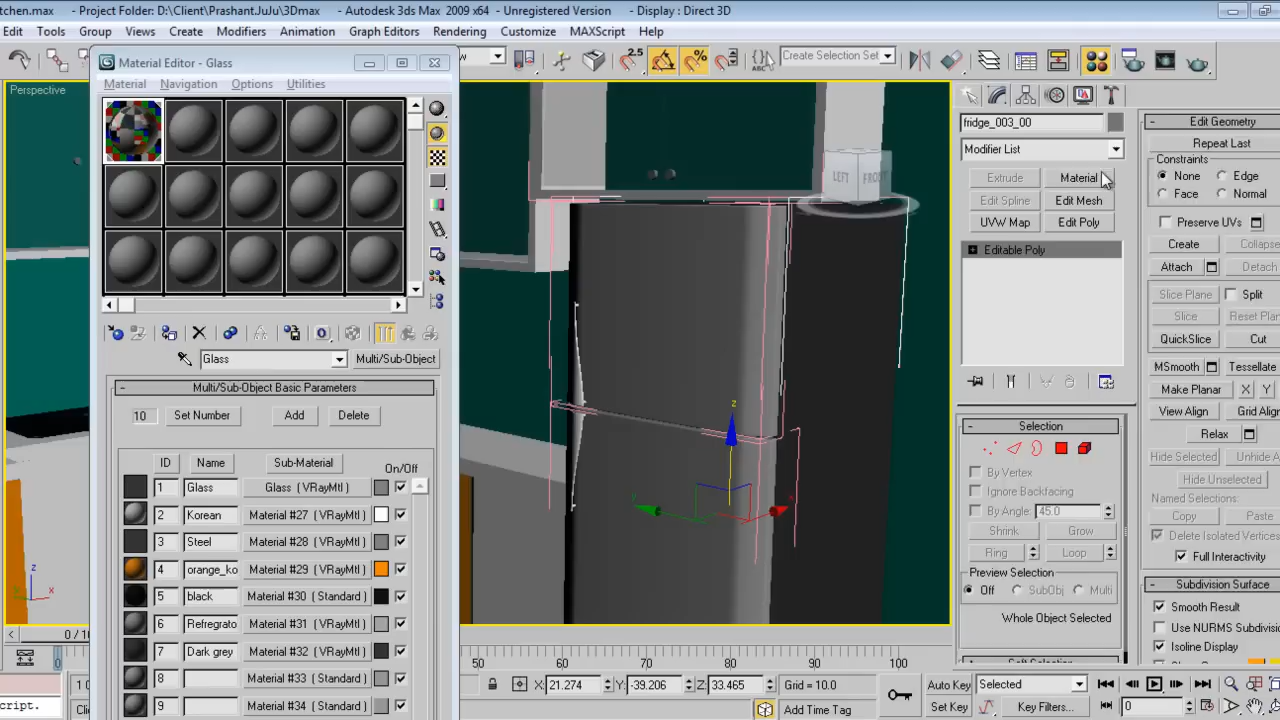 tchen.max - Project Folder: D:\Client\PrashantJuJu\3Dmax - Autodesk 3ds Max 2009 x64 - Unregistered Version - Display : Direct 3D
Edit Tools Group Views Create Modifiers Animation Graph Editors Rendering Customize MAXScript Help
2.5 % ABC Create Selection Set
Material Editor - Glass
Material Navigation Options Utilities
Perspective
LEFT FRONT
fridge_003_00
Modifier List
Extrude Material
Edit Spline Edit Mesh
UVW Map Edit Poly
Editable Poly
Edit Geometry
Repeat Last
Constraints
None Edge
Face Normal
Preserve UVs
Create Collapse
Attach Detach
Slice Plane Split
Slice Reset Plan
QuickSlice Cut
MSmooth Tessellate
Make Planar X Y
View Align Grid Align
Relax
Hide Selected Unhide A
Hide Unselected
Named Selections:
Copy Paste
Delete Isolated Vertices
Full Interactivity
Subdivision Surface
Smooth Result
Use NURMS Subdivisio
Isoline Display
Selection
By Vertex
Ignore Backfacing
By Angle: 45.0
Shrink Grow
Ring Loop
Preview Selection
Off SubObj Multi
Whole Object Selected
Glass Multi/Sub-Object
Multi/Sub-Object Basic Parameters
10 Set Number Add Delete
ID Name Sub-Material On/Off
1 Glass Glass ( VRayMtl )
2 Korean Material #27 ( VRayMtl )
3 Steel Material #28 ( VRayMtl )
4 orange_ko Material #29 ( VRayMtl )
5 black Material #30 ( Standard )
6 Refregrato Material #31 ( VRayMtl )
7 Dark grey Material #32 ( VRayMtl )
8 Material #33 ( Standard )
9 Material #34 ( Standard )
z y x
z x
0 / 10
50 60 70 80 90 100
X: 21.274 Y: -39.206 Z: 33.465 Grid = 10.0
Add Time Tag
Auto Key Selected
Set Key Key Filters...
0
cript.